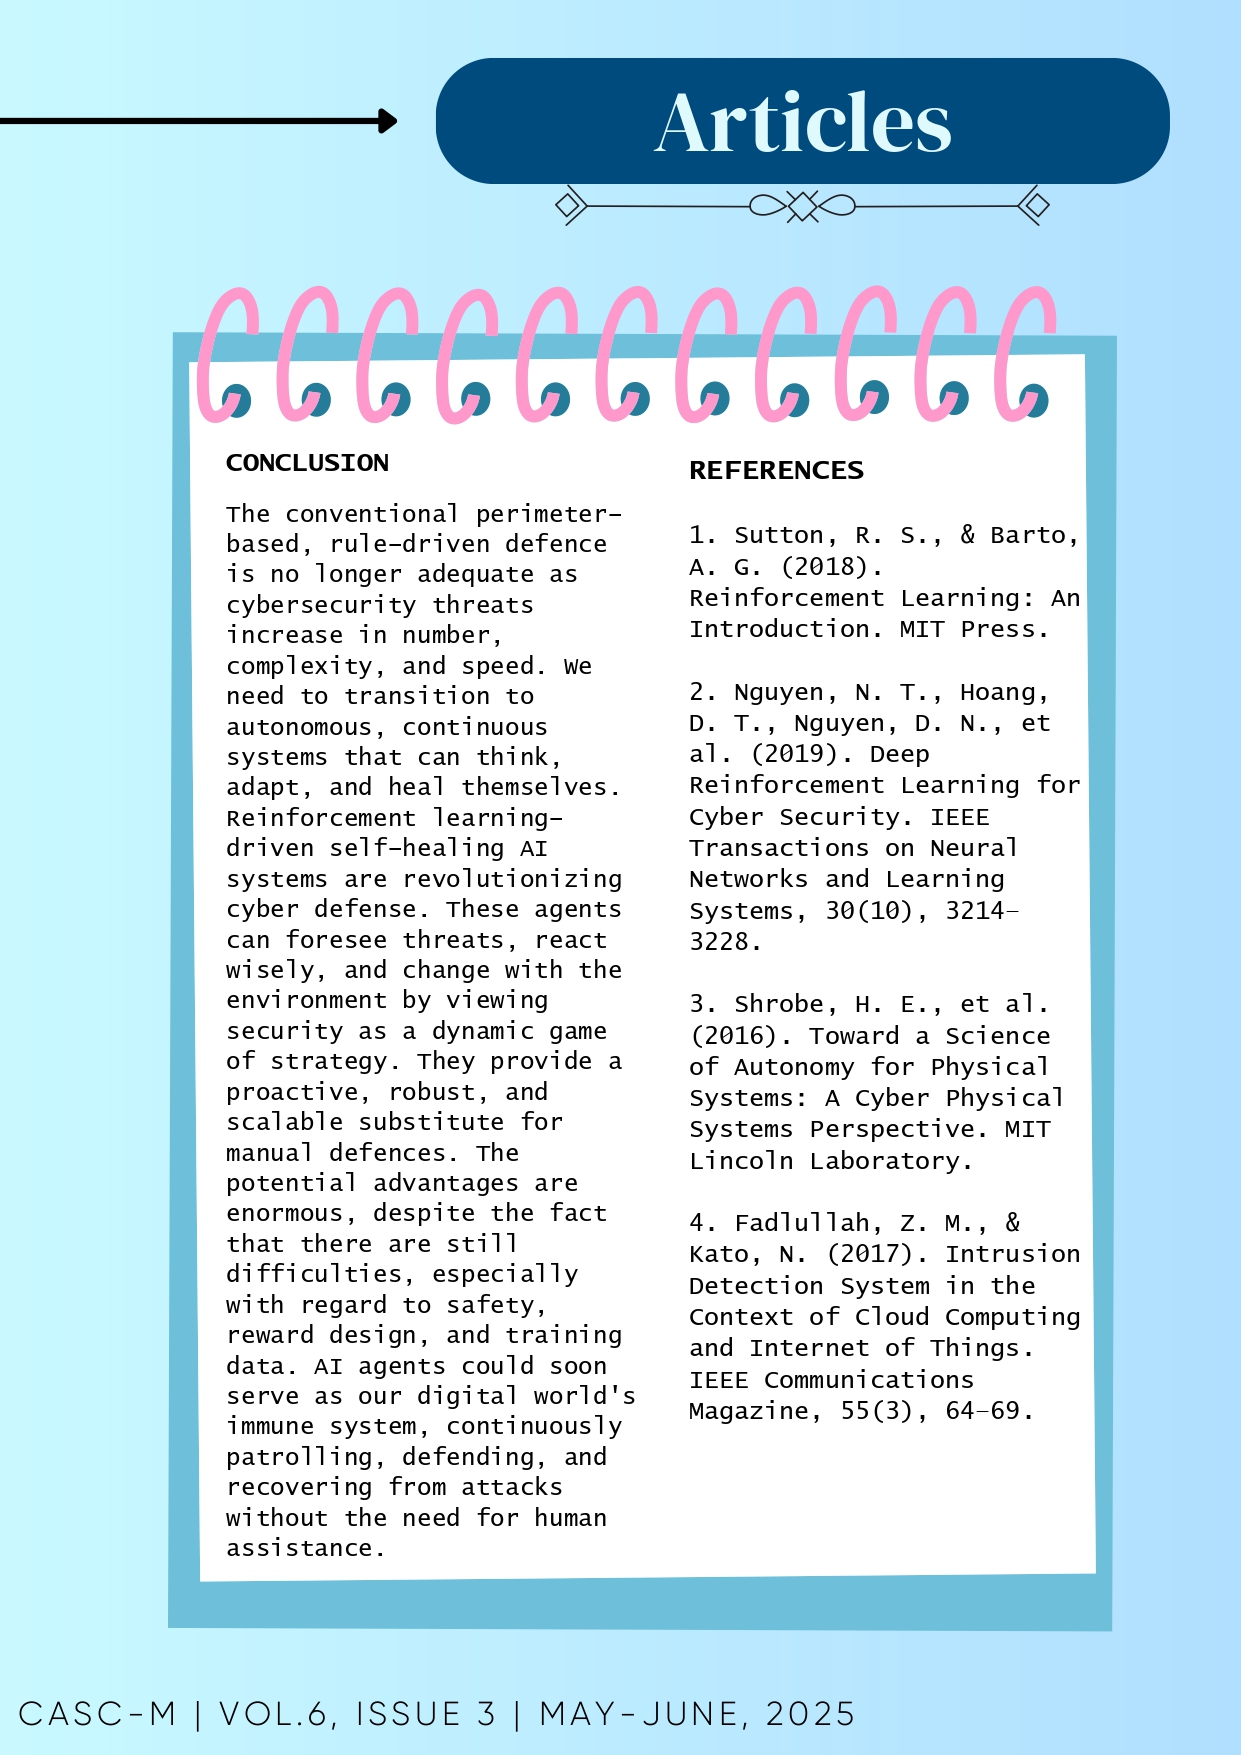 Articles
CONCLUSION
The conventional perimeter-
based, rule-driven defence
is no longer adequate as
cybersecurity threats
increase in number,
complexity, and speed. We
need to transition to
autonomous, continuous
systems that can think,
adapt, and heal themselves.
Reinforcement learning-
driven self-healing AI
systems are revolutionizing
cyber defense. These agents
can foresee threats, react
wisely, and change with the
environment by viewing
security as a dynamic game
of strategy. They provide a
proactive, robust, and
scalable substitute for
manual defences. The
potential advantages are
enormous, despite the fact
that there are still
difficulties, especially
with regard to safety,
reward design, and training
data. AI agents could soon
serve as our digital world's
immune system, continuously
patrolling, defending, and
recovering from attacks
without the need for human
assistance.
REFERENCES
1. Sutton, R. S., & Barto,
A. G. (2018).
Reinforcement Learning: An
Introduction. MIT Press.
2. Nguyen, N. T., Hoang,
D. T., Nguyen, D. N., et
al. (2019). Deep
Reinforcement Learning for
Cyber Security. IEEE
Transactions on Neural
Networks and Learning
Systems, 30(10), 3214–
3228.
3. Shrobe, H. E., et al.
(2016). Toward a Science
of Autonomy for Physical
Systems: A Cyber Physical
Systems Perspective. MIT
Lincoln Laboratory.
4. Fadlullah, Z. M., &
Kato, N. (2017). Intrusion
Detection System in the
Context of Cloud Computing
and Internet of Things.
IEEE Communications
Magazine, 55(3), 64–69.
CASC-M | VOL.6, ISSUE 3 | MAY-JUNE, 2025